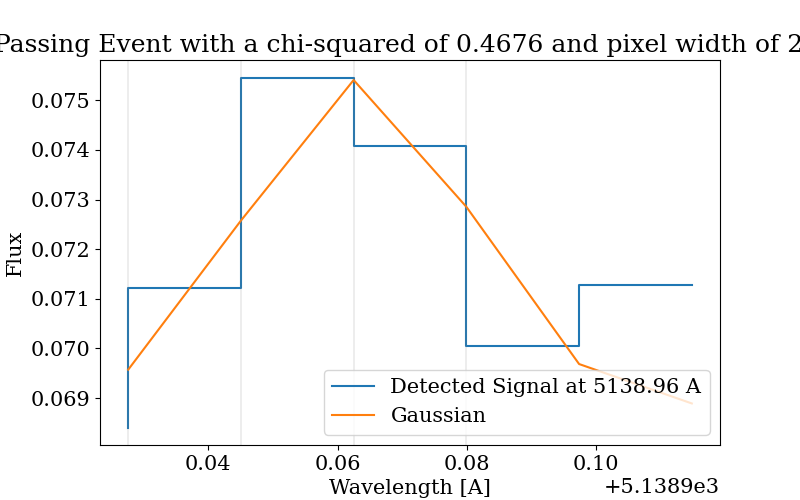 Passing Event with a chi-squared of 0.4676 and pixel width of 2
0.075
0.074
0.073
0.072
0.071
0.070
0.069
Flux
Detected Signal at 5138.96 A
Gaussian
0.04 0.06 0.08 0.10
Wavelength [A]
+5.1389e3